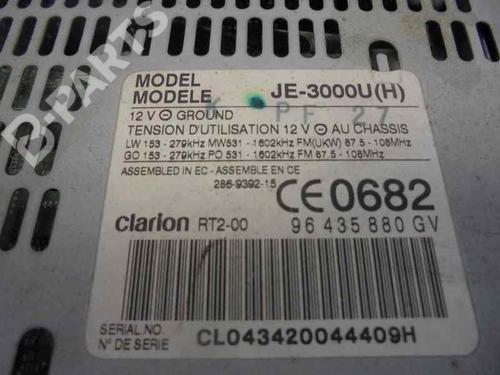 B-PARTS
MODEL
MODELE JE-3000U(H)
PF 27
12 V ⊖ GROUND
TENSION D'UTILISATION 12 V ⊖ AU CHASSIS
LW 153 - 279kHz MW531 - 1602kHz FM(UKW) 87.5 - 108MHz
GO 153 - 279kHz PO 531 - 1602kHz FM 87.5 - 108MHz
ASSEMBLED IN EC - ASSEMBLE EN CE
286-9392-15
CE0682
Clarion RT2-00 96 435 880 GV
SERIAL.NO.
N° DE SERIE CL043420044409H